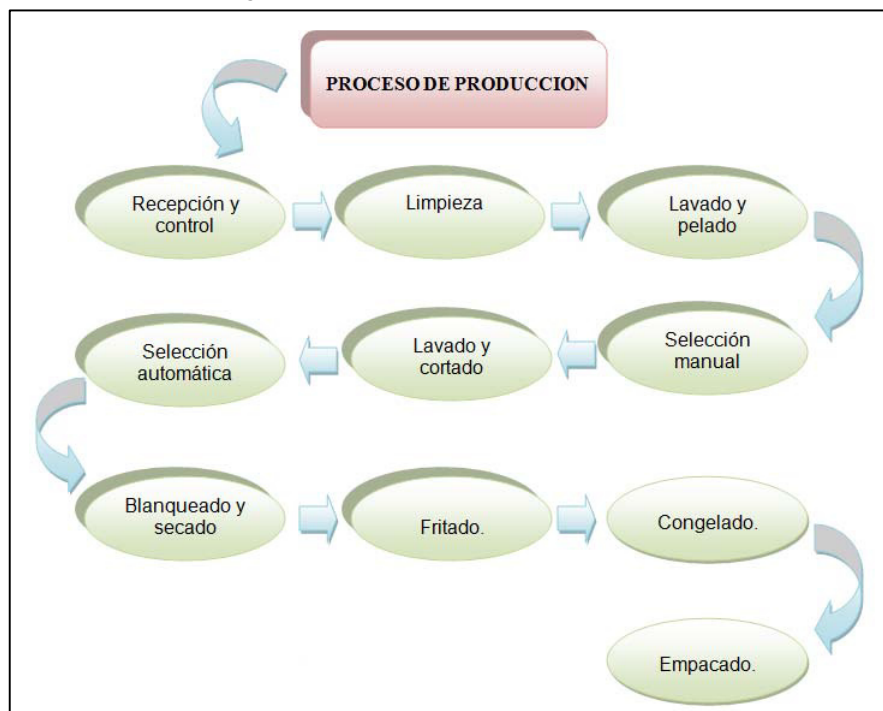 PROCESO DE PRODUCCION
Recepción y
control
Limpieza
Lavado y
pelado
Selección
manual
Lavado y
cortado
Selección
automática
Blanqueado y
secado
Fritado.
Congelado.
Empacado.